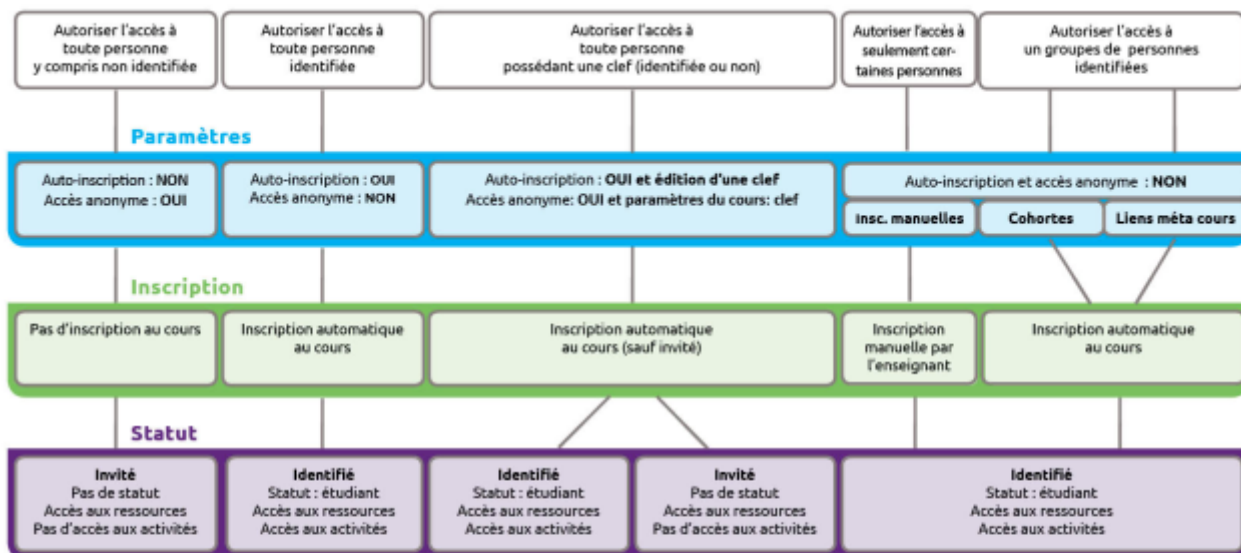 Autoriser l'accès à
toute personne
y compris non identifiée
Autoriser l'accès à
toute personne
identifiée
Autoriser l'accès à
toute personne
possédant une clef (identifiée ou non)
Autoriser l'accès à
seulement cer-
taines personnes
Autoriser l'accès à
un groupes de personnes
identifiées
Paramètres
Auto-inscription : NON
Accès anonyme : OUI
Auto-inscription : OUI
Accès anonyme : NON
Auto-inscription : OUI et édition d'une clef
Accès anonyme: OUI et paramètres du cours: clef
Auto-inscription et accès anonyme : NON
Insc. manuelles
Cohortes
Liens méta cours
Inscription
Pas d'inscription au cours
Inscription automatique
au cours
Inscription automatique
au cours (sauf invité)
Inscription
manuelle par
l'enseignant
Inscription automatique
au cours
Statut
Invité
Pas de statut
Accès aux ressources
Pas d'accès aux activités
Identifié
Statut : étudiant
Accès aux ressources
Accès aux activités
Identifié
Statut : étudiant
Accès aux ressources
Accès aux activités
Invité
Pas de statut
Accès aux ressources
Pas d'accès aux activités
Identifié
Statut : étudiant
Accès aux ressources
Accès aux activités